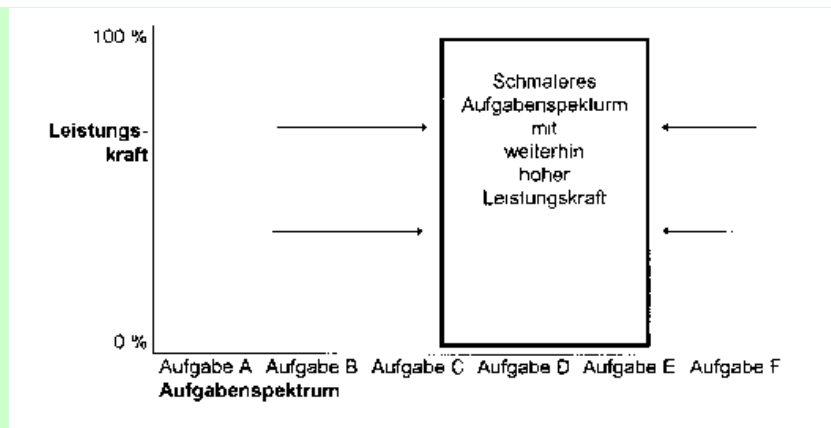 100 %
Leistungs-
kraft
Schmaleres
Aufgabenspeklurm
mit
weiterhin
hoher
Leistungskraft
0 %
Aufgabe A Aufgabe B Aufgabe C Aufgabe D Aufgabe E Aufgabe F
Aufgabenspektrum